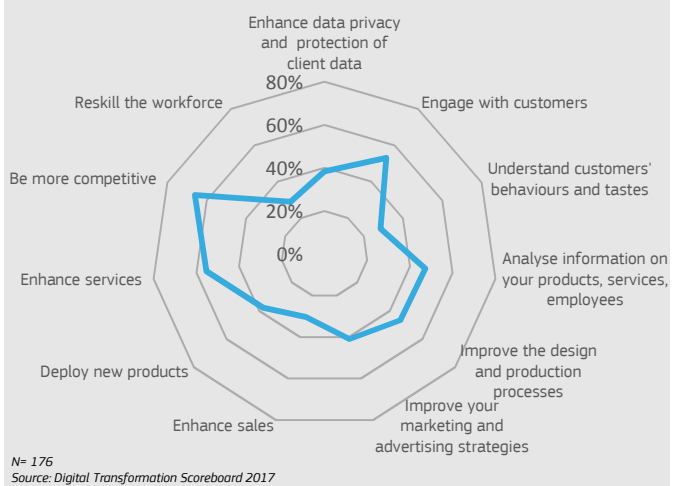 Enhance data privacy
and protection of
client data
80%
60%
40%
20%
0%
Engage with customers
Understand customers'
behaviours and tastes
Analyse information on
your products, services,
employees
Improve the design
and production
processes
Improve your
marketing and
advertising strategies
Enhance sales
Deploy new products
Enhance services
Be more competitive
Reskill the workforce
N= 176
Source: Digital Transformation Scoreboard 2017